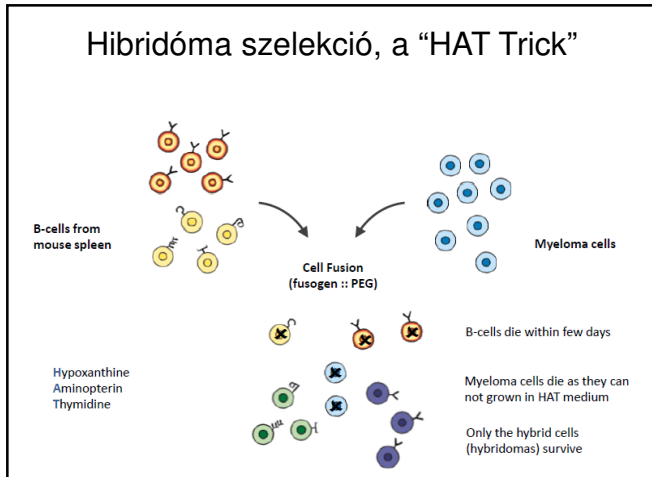 Hibridóma szelekció, a “HAT Trick”
B-cells from
mouse spleen
Myeloma cells
Cell Fusion
(fusogen :: PEG)
B-cells die within few days
Hypoxanthine
Aminopterin
Thymidine
Myeloma cells die as they can
not grown in HAT medium
Only the hybrid cells
(hybridomas) survive